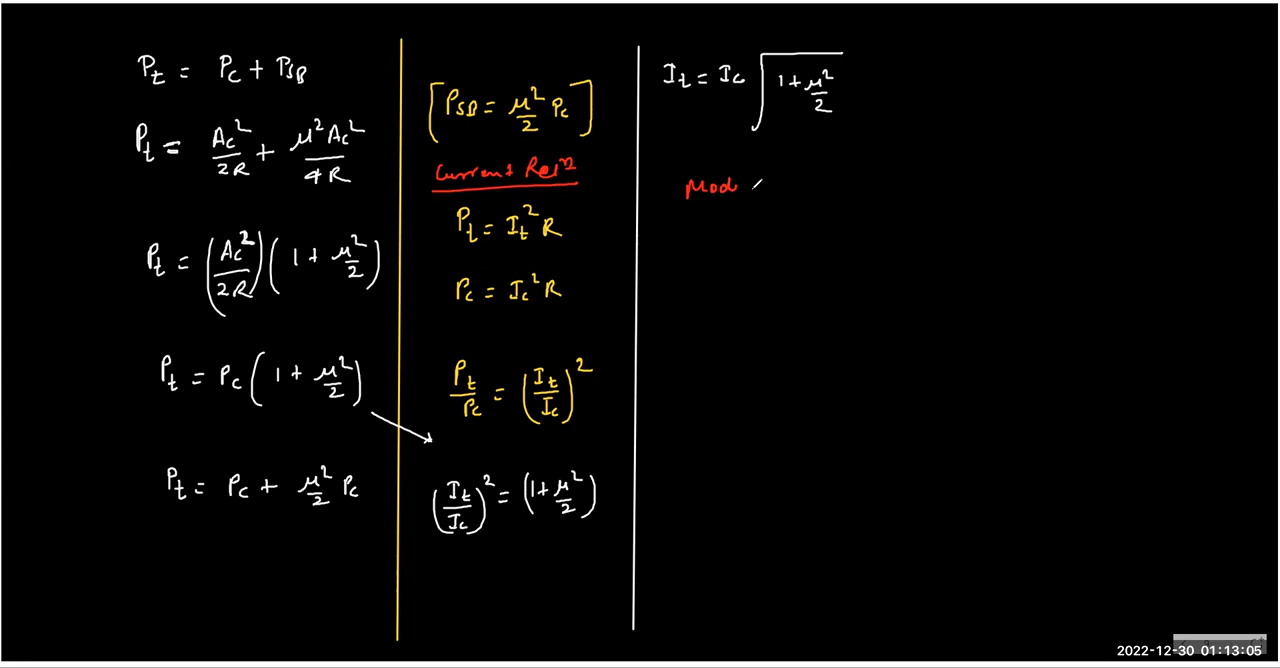 Pt = Pc + PSB
Pt = Ac²/2R + μ²Ac²/4R
Pt = (Ac²/2R)(1 + μ²/2)
Pt = Pc(1 + μ²/2)
Pt = Pc + μ²/2 Pc
[PSB = μ²/2 Pc]
Current Relⁿ
Pt = It²R
Pc = Ic²R
Pt/Pc = (It/Ic)²
(It/Ic)² = (1+μ²/2)
It = Ic √(1+μ²/2)
Mod
2022-12-30 01:13:05